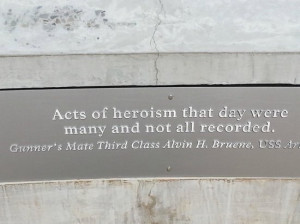 Acts of heroism that day were
many and not all recorded.
Gunner's Mate Third Class Alvin H. Bruene, USS